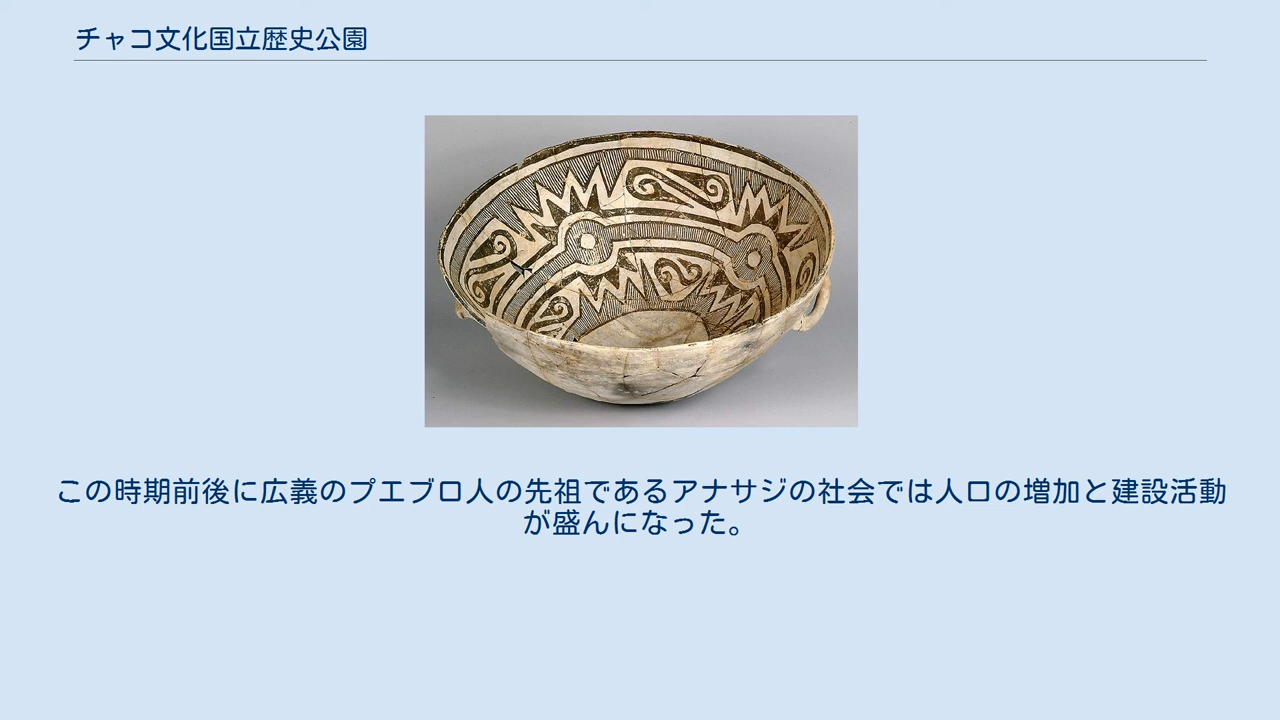 チャコ文化国立歴史公園
この時期前後に広義のプエブロ人の先祖であるアナサジの社会では人口の増加と建設活動
が盛んになった。